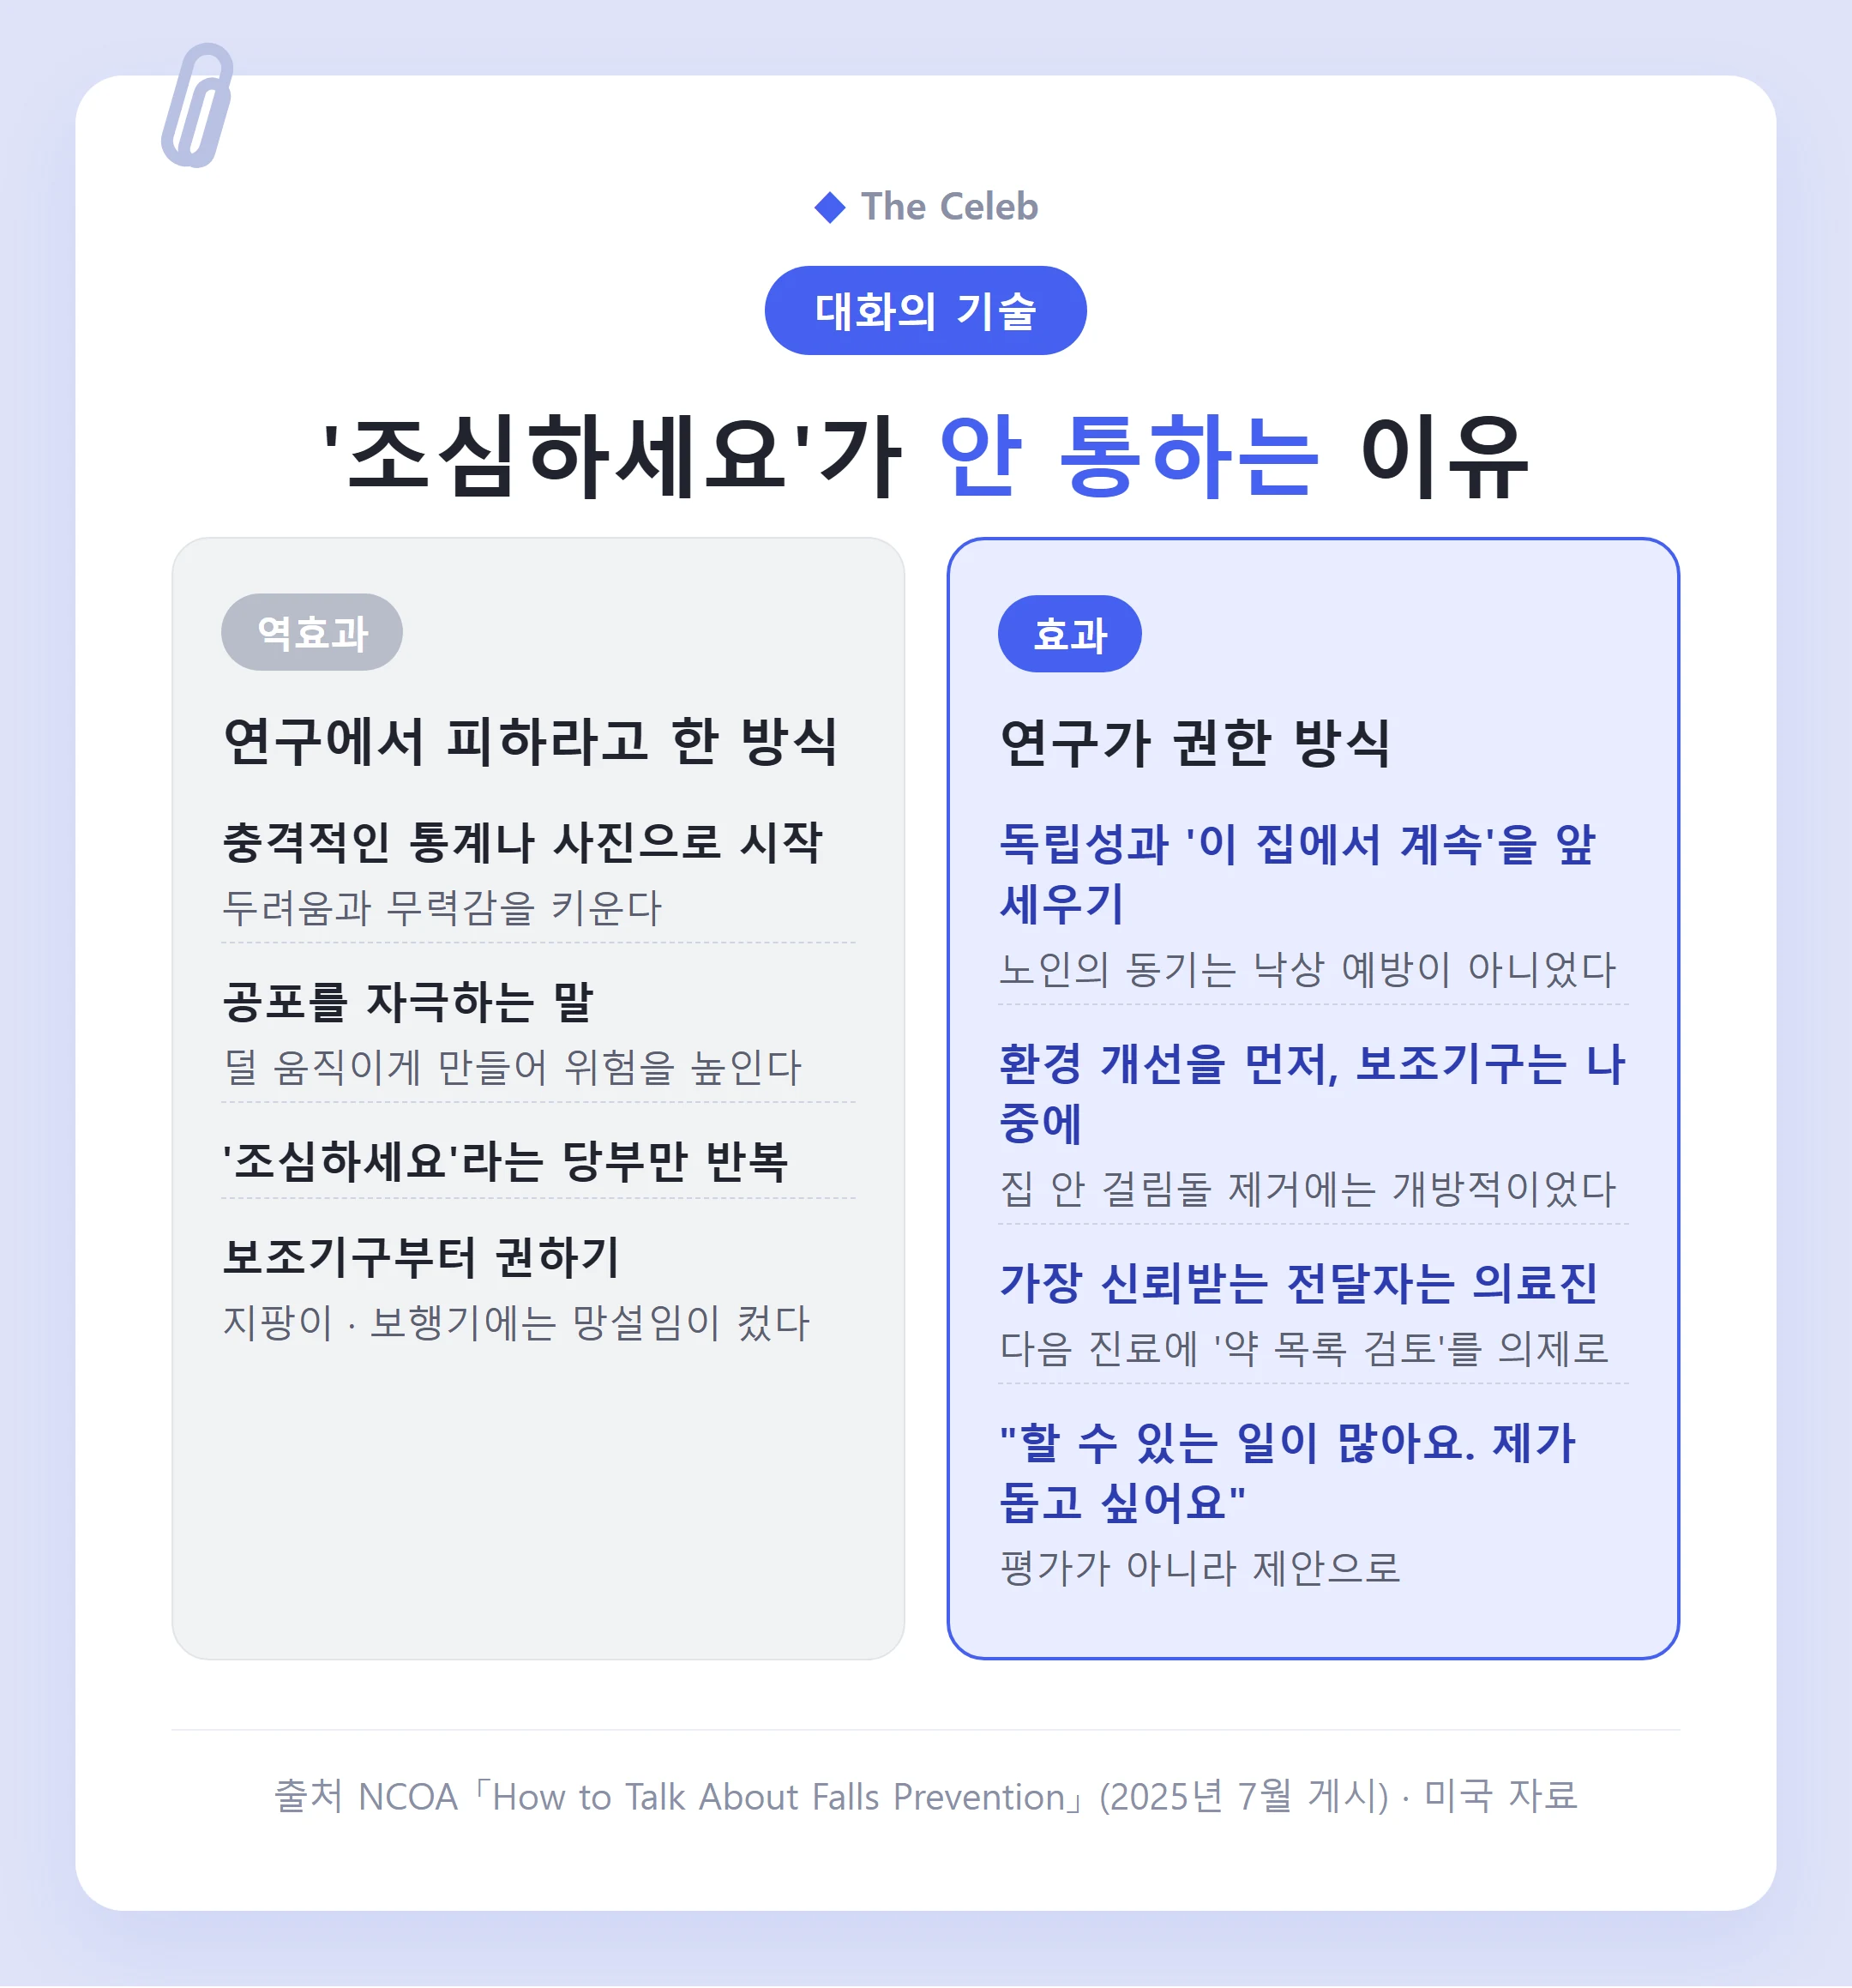 The Celeb
대화의 기술
'조심하세요'가 안 통하는 이유
역효과
연구에서 피하라고 한 방식
충격적인 통계나 사진으로 시작
두려움과 무력감을 키운다
공포를 자극하는 말
덜 움직이게 만들어 위험을 높인다
'조심하세요'라는 당부만 반복
보조기구부터 권하기
지팡이 · 보행기에는 망설임이 컸다
효과
연구가 권한 방식
독립성과 '이 집에서 계속'을 앞
세우기
노인의 동기는 낙상 예방이 아니었다
환경 개선을 먼저, 보조기구는 나
중에
집 안 걸림돌 제거에는 개방적이었다
가장 신뢰받는 전달자는 의료진
다음 진료에 '약 목록 검토'를 의제로
"할 수 있는 일이 많아요. 제가
돕고 싶어요"
평가가 아니라 제안으로
출처 NCOA「How to Talk About Falls Prevention」(2025년 7월 게시) · 미국 자료